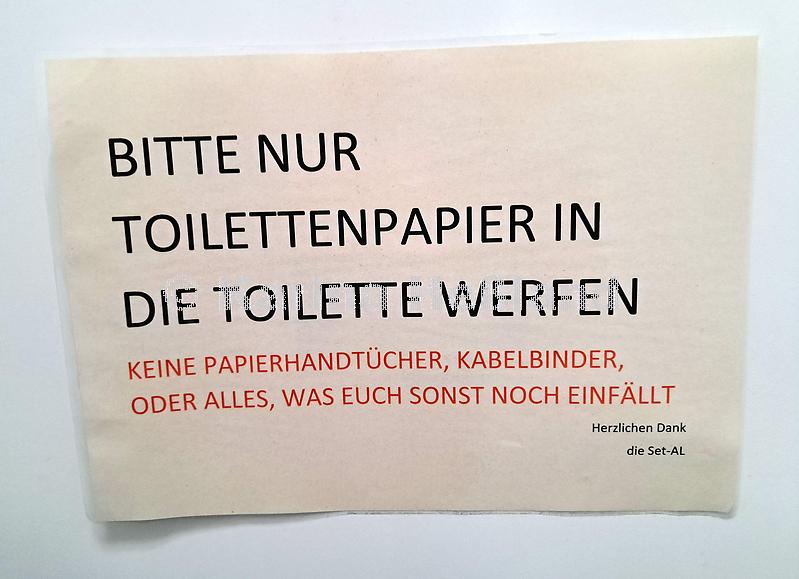 BITTE NUR
TOILETTENPAPIER IN
DIE TOILETTE WERFEN
KEINE PAPIERHANDTÜCHER, KABELBINDER,
ODER ALLES, WAS EUCH SONST NOCH EINFÄLLT
Herzlichen Dank
die Set-AL